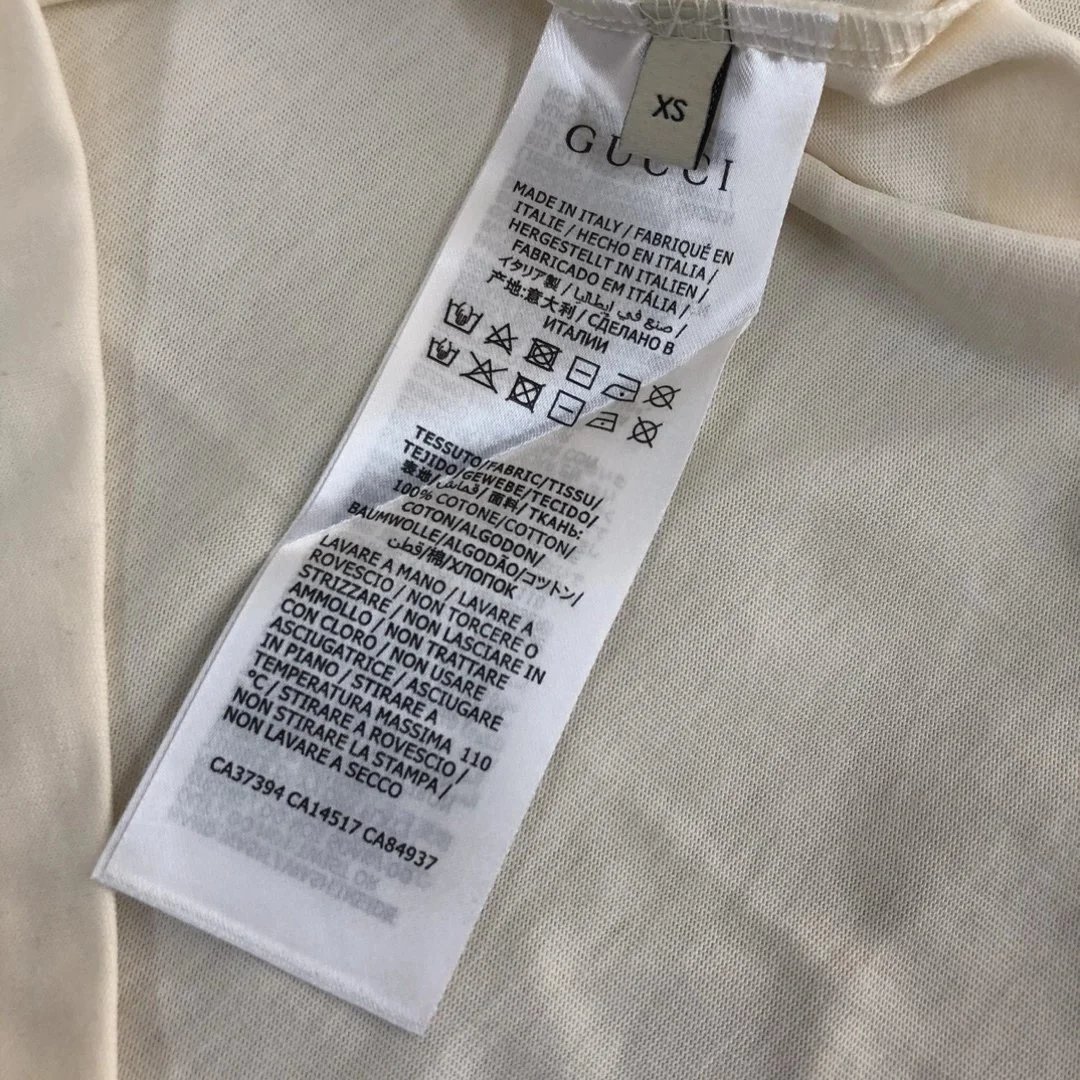 XS
GUCCI
MADE IN ITALY / FABRIQUÉ EN
ITALIE / HECHO EN ITALIA /
HERGESTELLT IN ITALIEN /
FABRICADO EM ITÁLIA /
イタリア製 / صنع في إيطاليا /
产地:意大利 / СДЕЛАНО В
ИТАЛИИ
TESSUTO/FABRIC/TISSU/
TEJIDO/GEWEBE/TECIDO/
表地/قماش/面料/ТКАНЬ:
100% COTONE/COTTON/
COTON/ALGODON/
BAUMWOLLE/ALGODÃO/コットン/
قطن/棉/ХЛОПОК
LAVARE A MANO / LAVARE A
ROVESCIO / NON TORCERE O
STRIZZARE / NON LASCIARE IN
AMMOLLO / NON TRATTARE
CON CLORO / NON USARE
ASCIUGATRICE / ASCIUGARE
IN PIANO / STIRARE A
TEMPERATURA MASSIMA 110
°C / STIRARE A ROVESCIO /
NON STIRARE LA STAMPA /
NON LAVARE A SECCO
CA37394 CA14517 CA84937